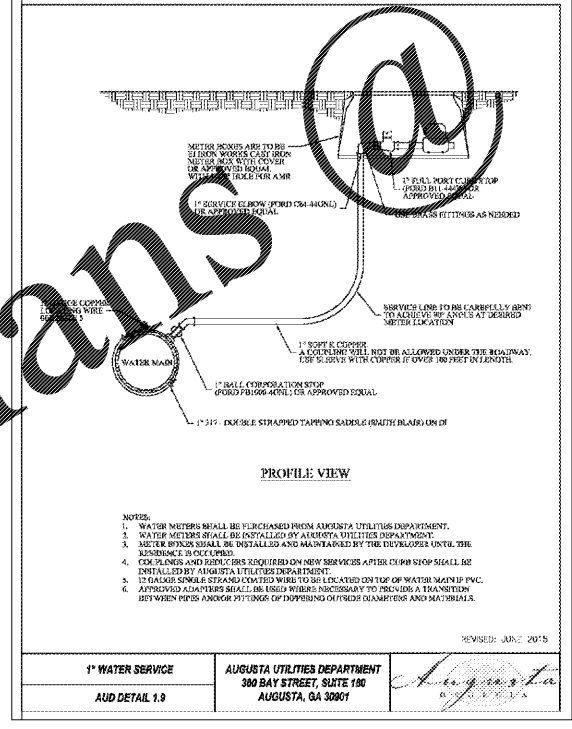 METER BOXES ARE TO BE
EJ IRON WORKS CAST IRON
METER BOX WITH COVER
OR APPROVED EQUAL
HOLE FOR AMR
1" FULL PORT CURB STOP
(FORD
APPROVED EQUAL
1" SERVICE ELBOW (FORD
OR APPROVED EQUAL
USE BRASS FITTINGS AS NEEDED
COPPER
LOCATING WIRE
SERVICE LINE TO BE CAREFULLY BENT
TO ACHIEVE 90° ANGLE AT DESIRED
METER LOCATION
WATER MAIN
1" SOFT K COPPER
A COUPLING WILL NOT BE ALLOWED UNDER THE ROADWAY,
USE SLEEVE WITH COPPER IF OVER 100 FEET IN LENGTH.
1" BALL CORPORATION STOP
(FORD OR APPROVED EQUAL
DOUBLE STRAPPED TAPPING SADDLE (SMITH BLAIR) ON DI
PROFILE VIEW
NOTES:
1. WATER METERS SHALL BE PURCHASED FROM AUGUSTA UTILITIES DEPARTMENT.
2. WATER METERS SHALL BE INSTALLED BY AUGUSTA UTILITIES DEPARTMENT.
3. METER BOXES SHALL BE INSTALLED AND MAINTAINED BY THE DEVELOPER UNTIL THE
RESIDENCE IS OCCUPIED.
4. COUPLINGS AND REDUCERS REQUIRED ON NEW SERVICES AFTER CURB STOP SHALL BE
INSTALLED BY AUGUSTA UTILITIES DEPARTMENT.
5. 12 GAUGE SINGLE STRAND COATED WIRE TO BE LOCATED ON TOP OF WATER MAIN IF PVC.
6. APPROVED ADAPTERS SHALL BE USED WHERE NECESSARY TO PROVIDE A TRANSITION
BETWEEN PIPES AND/OR FITTINGS OF DIFFERING OUTSIDE DIAMETERS AND MATERIALS.
REVISED: JUNE 2015
1" WATER SERVICE
AUD DETAIL 1.9
AUGUSTA UTILITIES DEPARTMENT
360 BAY STREET, SUITE 180
AUGUSTA, GA 30901
Augusta
GEORGIA
rans @